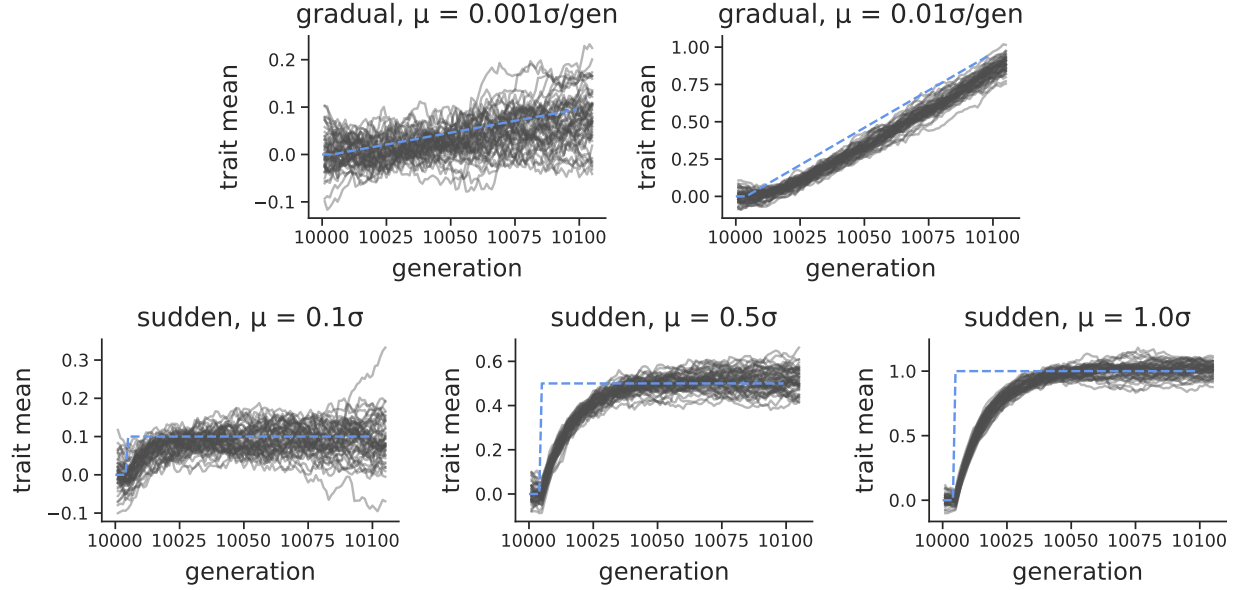 gradual, μ = 0.001σ/gen
0.2
0.1
0.0
−0.1
trait mean
10000 10025 10050 10075 10100
generation
gradual, μ = 0.01σ/gen
1.00
0.75
0.50
0.25
0.00
trait mean
10000 10025 10050 10075 10100
generation
sudden, μ = 0.1σ
0.3
0.2
0.1
0.0
−0.1
trait mean
10000 10025 10050 10075 10100
generation
sudden, μ = 0.5σ
0.6
0.4
0.2
0.0
trait mean
10000 10025 10050 10075 10100
generation
sudden, μ = 1.0σ
1.0
0.5
0.0
trait mean
10000 10025 10050 10075 10100
generation